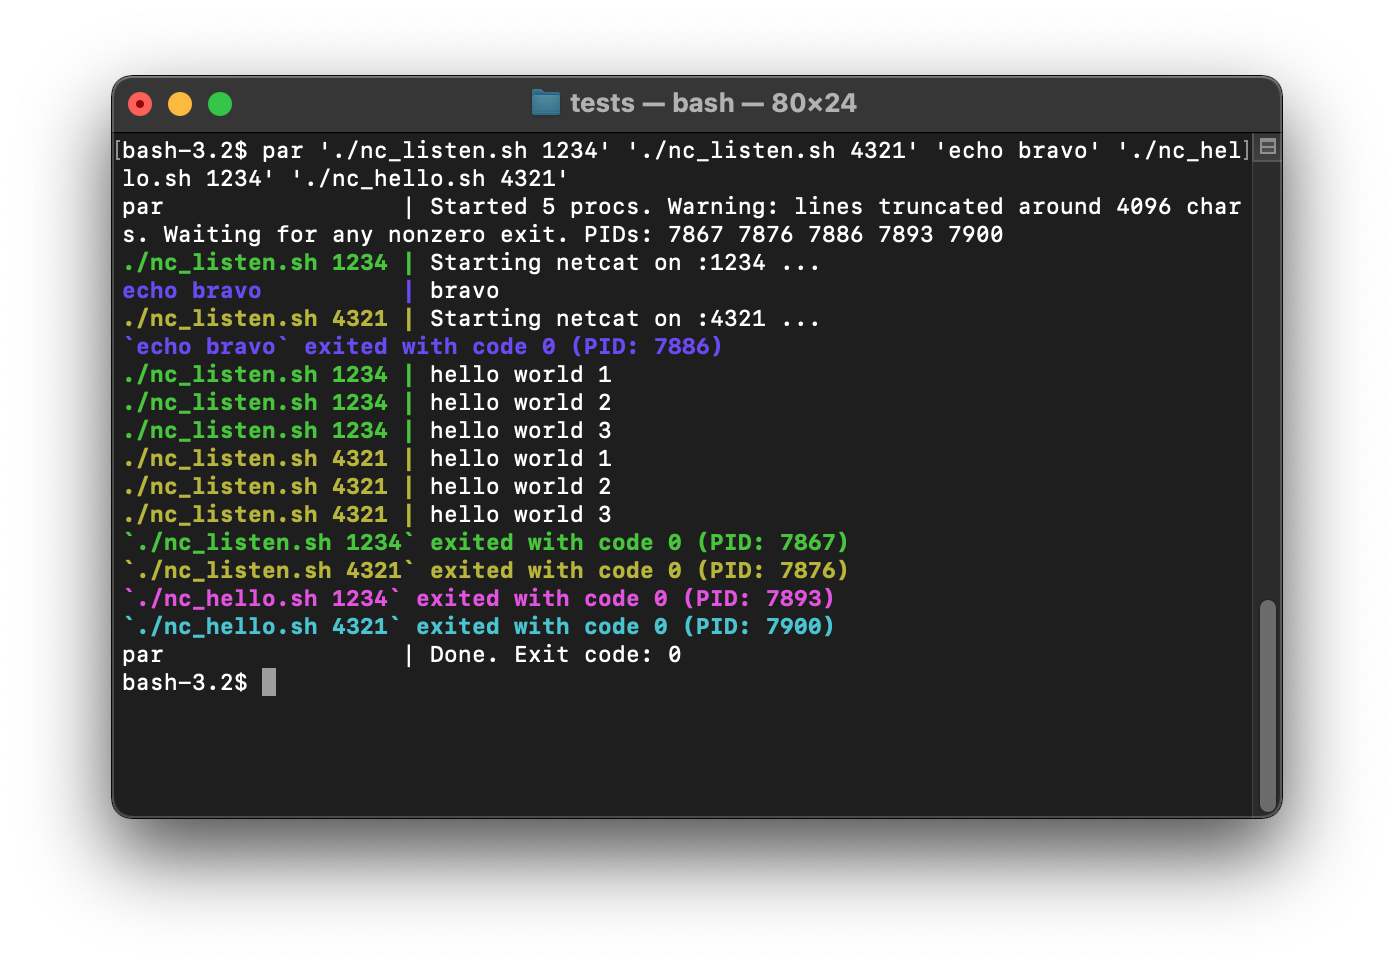 tests — bash — 80×24
[bash-3.2$ par './nc_listen.sh 1234' './nc_listen.sh 4321' 'echo bravo' './nc_hel]
lo.sh 1234' './nc_hello.sh 4321'
par                 | Started 5 procs. Warning: lines truncated around 4096 char
s. Waiting for any nonzero exit. PIDs: 7867 7876 7886 7893 7900
./nc_listen.sh 1234 | Starting netcat on :1234 ...
echo bravo          | bravo
./nc_listen.sh 4321 | Starting netcat on :4321 ...
`echo bravo` exited with code 0 (PID: 7886)
./nc_listen.sh 1234 | hello world 1
./nc_listen.sh 1234 | hello world 2
./nc_listen.sh 1234 | hello world 3
./nc_listen.sh 4321 | hello world 1
./nc_listen.sh 4321 | hello world 2
./nc_listen.sh 4321 | hello world 3
`./nc_listen.sh 1234` exited with code 0 (PID: 7867)
`./nc_listen.sh 4321` exited with code 0 (PID: 7876)
`./nc_hello.sh 1234` exited with code 0 (PID: 7893)
`./nc_hello.sh 4321` exited with code 0 (PID: 7900)
par                 | Done. Exit code: 0
bash-3.2$